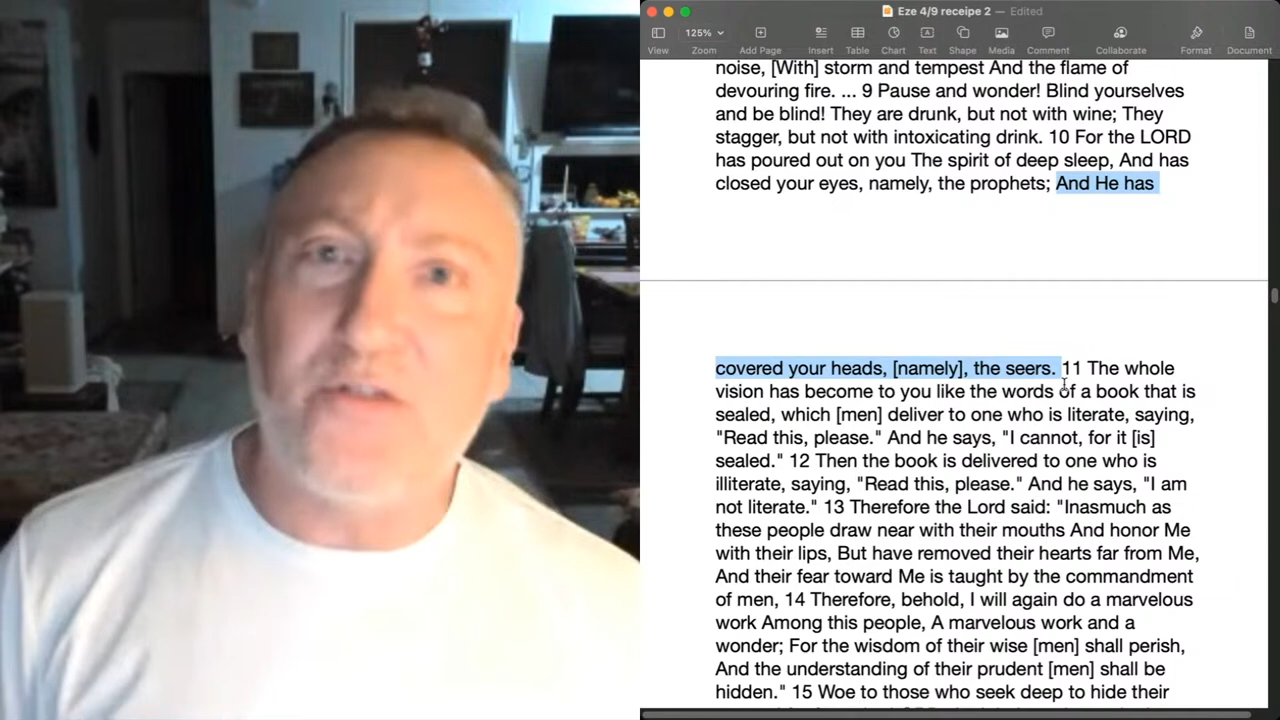 Eze 4/9 receipe 2 — Edited
125%
View Zoom Add Page Insert Table Chart Text Shape Media Comment Collaborate Format Document
noise, [With] storm and tempest And the flame of
devouring fire. ... 9 Pause and wonder! Blind yourselves
and be blind! They are drunk, but not with wine; They
stagger, but not with intoxicating drink. 10 For the LORD
has poured out on you The spirit of deep sleep, And has
closed your eyes, namely, the prophets; And He has
covered your heads, [namely], the seers. 11 The whole
vision has become to you like the words of a book that is
sealed, which [men] deliver to one who is literate, saying,
"Read this, please." And he says, "I cannot, for it [is]
sealed." 12 Then the book is delivered to one who is
illiterate, saying, "Read this, please." And he says, "I am
not literate." 13 Therefore the Lord said: "Inasmuch as
these people draw near with their mouths And honor Me
with their lips, But have removed their hearts far from Me,
And their fear toward Me is taught by the commandment
of men, 14 Therefore, behold, I will again do a marvelous
work Among this people, A marvelous work and a
wonder; For the wisdom of their wise [men] shall perish,
And the understanding of their prudent [men] shall be
hidden." 15 Woe to those who seek deep to hide their